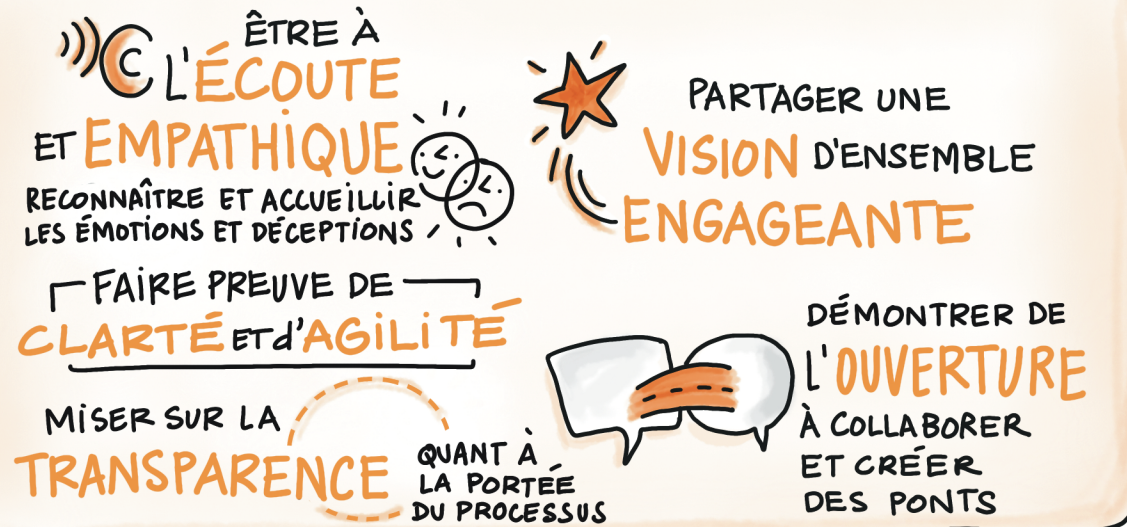 ÊTRE À
L'ÉCOUTE
ET EMPATHIQUE
RECONNAÎTRE ET ACCUEILLIR
LES ÉMOTIONS ET DÉCEPTIONS
FAIRE PREUVE DE
CLARTÉ ET d'AGILITÉ
MISER SUR LA
TRANSPARENCE
QUANT À
LA PORTÉE
DU PROCESSUS
PARTAGER UNE
VISION D'ENSEMBLE
ENGAGEANTE
DÉMONTRER DE
L'OUVERTURE
À COLLABORER
ET CRÉER
DES PONTS